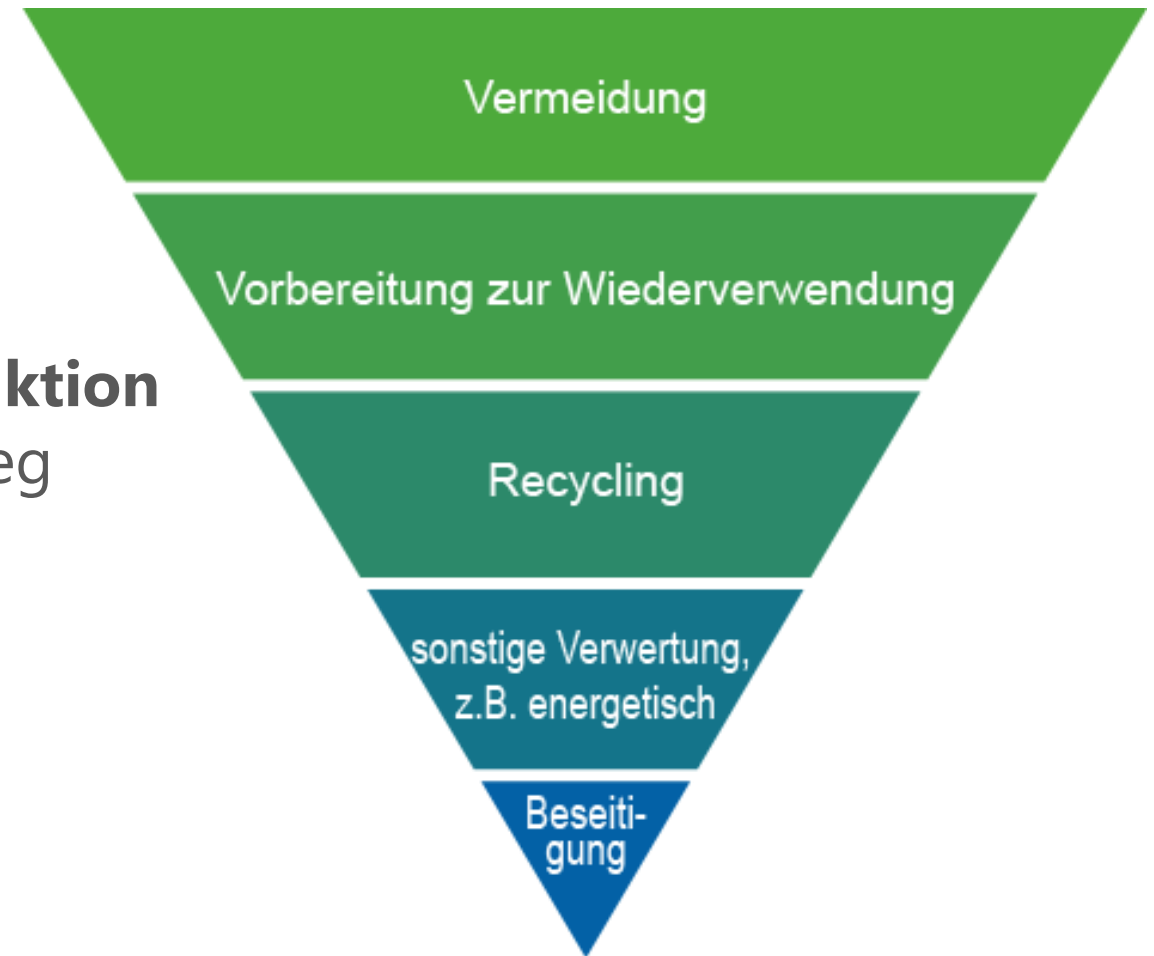 Vermeidung
Vorbereitung zur Wiederverwendung
ktion
eg
Recycling
sonstige Verwertung,
z.B. energetisch
Beseiti-
gung